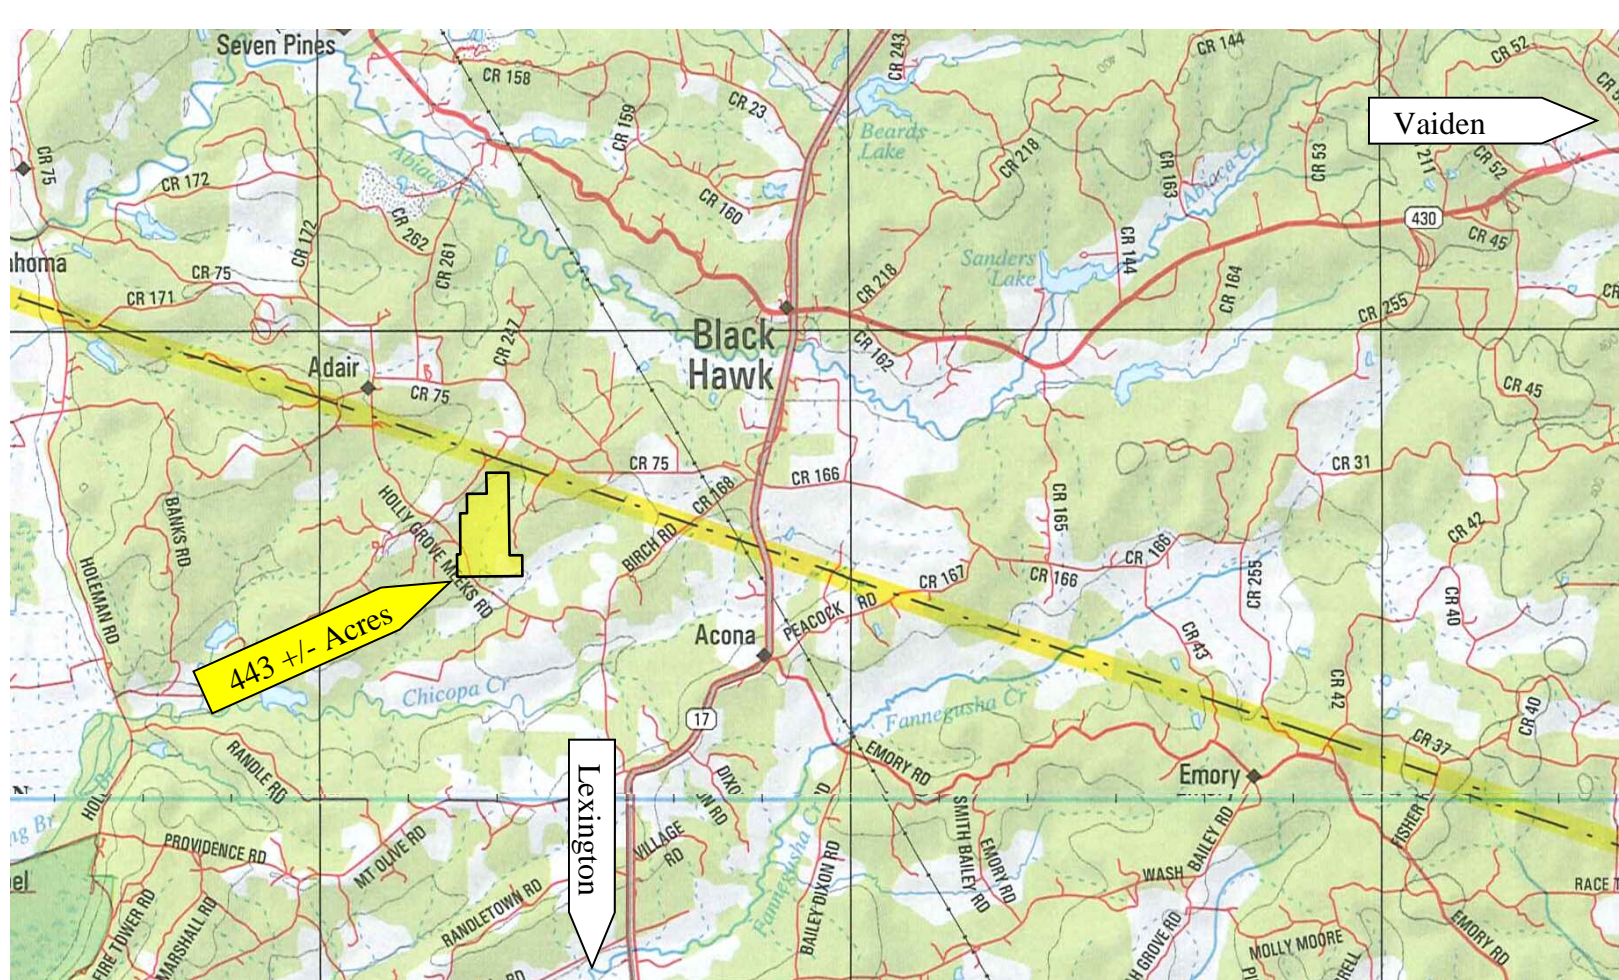 Seven Pines
CR 158
CR 23
CR 159
CR 160
CR 243
CR 144
CR 52
Vaiden
Beards
Lake
CR 218
CR 163
Abiaca Cr
CR 53
211
CR 52
CR 75
CR 172
Abiaca Cr
CR 262
CR 261
CR 172
430
CR 45
CR 75
CR 171
Sanders
Lake
CR 144
CR 164
CR 218
CR 255
CR 247
Black
Hawk
CR 162
Adair
CR 75
CR 45
CR 75
CR 168
CR 166
CR 31
HOLLY GROVE MEEKS RD
BANKS RD
BIRCH RD
CR 165
CR 42
CR 166
CR 166
CR 167
CR 255
CR 40
HOLEMAN RD
443 +/- Acres
Acona
PEACOCK RD
CR 43
Chicopa Cr
17
Fannegusha Cr
CR 42
CR 40
CR 37
RANDLE RD
Lexington
EMORY RD
Emory
FISHER
PROVIDENCE RD
MT OLIVE RD
VILLAGE
RD
Fannegusha Cr
BAILEY DIXON RD
SMITH BAILEY RD
EMORY RD
WASH BAILEY RD
RACE
FIRE TOWER RD
MARSHALL RD
RANDLETOWN RD
GROVE RD
MOLLY MOORE
EMORY RD